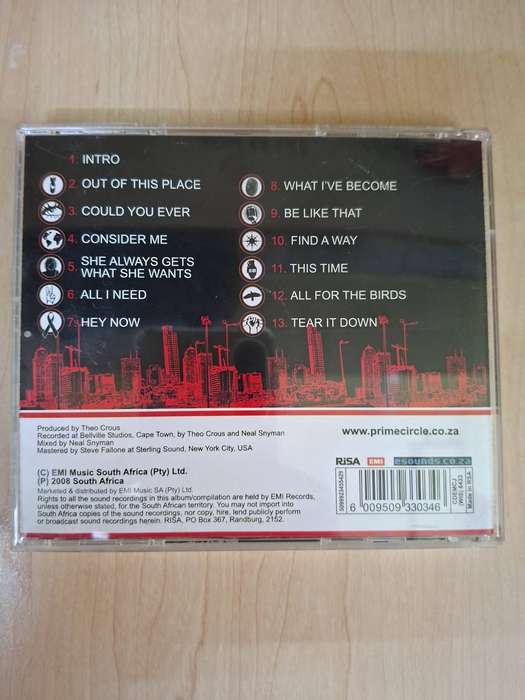 1. INTRO
2. OUT OF THIS PLACE
3. COULD YOU EVER
4. CONSIDER ME
5. SHE ALWAYS GETS
WHAT SHE WANTS
6. ALL I NEED
7. HEY NOW
8. WHAT I'VE BECOME
9. BE LIKE THAT
10. FIND A WAY
11. THIS TIME
12. ALL FOR THE BIRDS
13. TEAR IT DOWN
Produced by Theo Crous
Recorded at Bellville Studios, Cape Town, by Theo Crous and Neal Snyman
Mixed by Neal Snyman
Mastered by Steve Fallone at Sterling Sound, New York City, USA
www.primecircle.co.za
(C) EMI Music South Africa (Pty) Ltd.
(P) 2008 South Africa
Marketed & distributed by EMI Music SA (Pty) Ltd.
Rights to all the sound recordings in this album/compilation are held by EMI Records,
unless otherwise stated, for the South African territory. You may not import into
South Africa copies of the sound recordings, nor copy, hire, lend publicly perform
or broadcast sound recordings herein. RiSA, PO Box 367, Randburg, 2152.
RiSA
EMI
esounds.co.za
6 009509 330346
Made in RSA